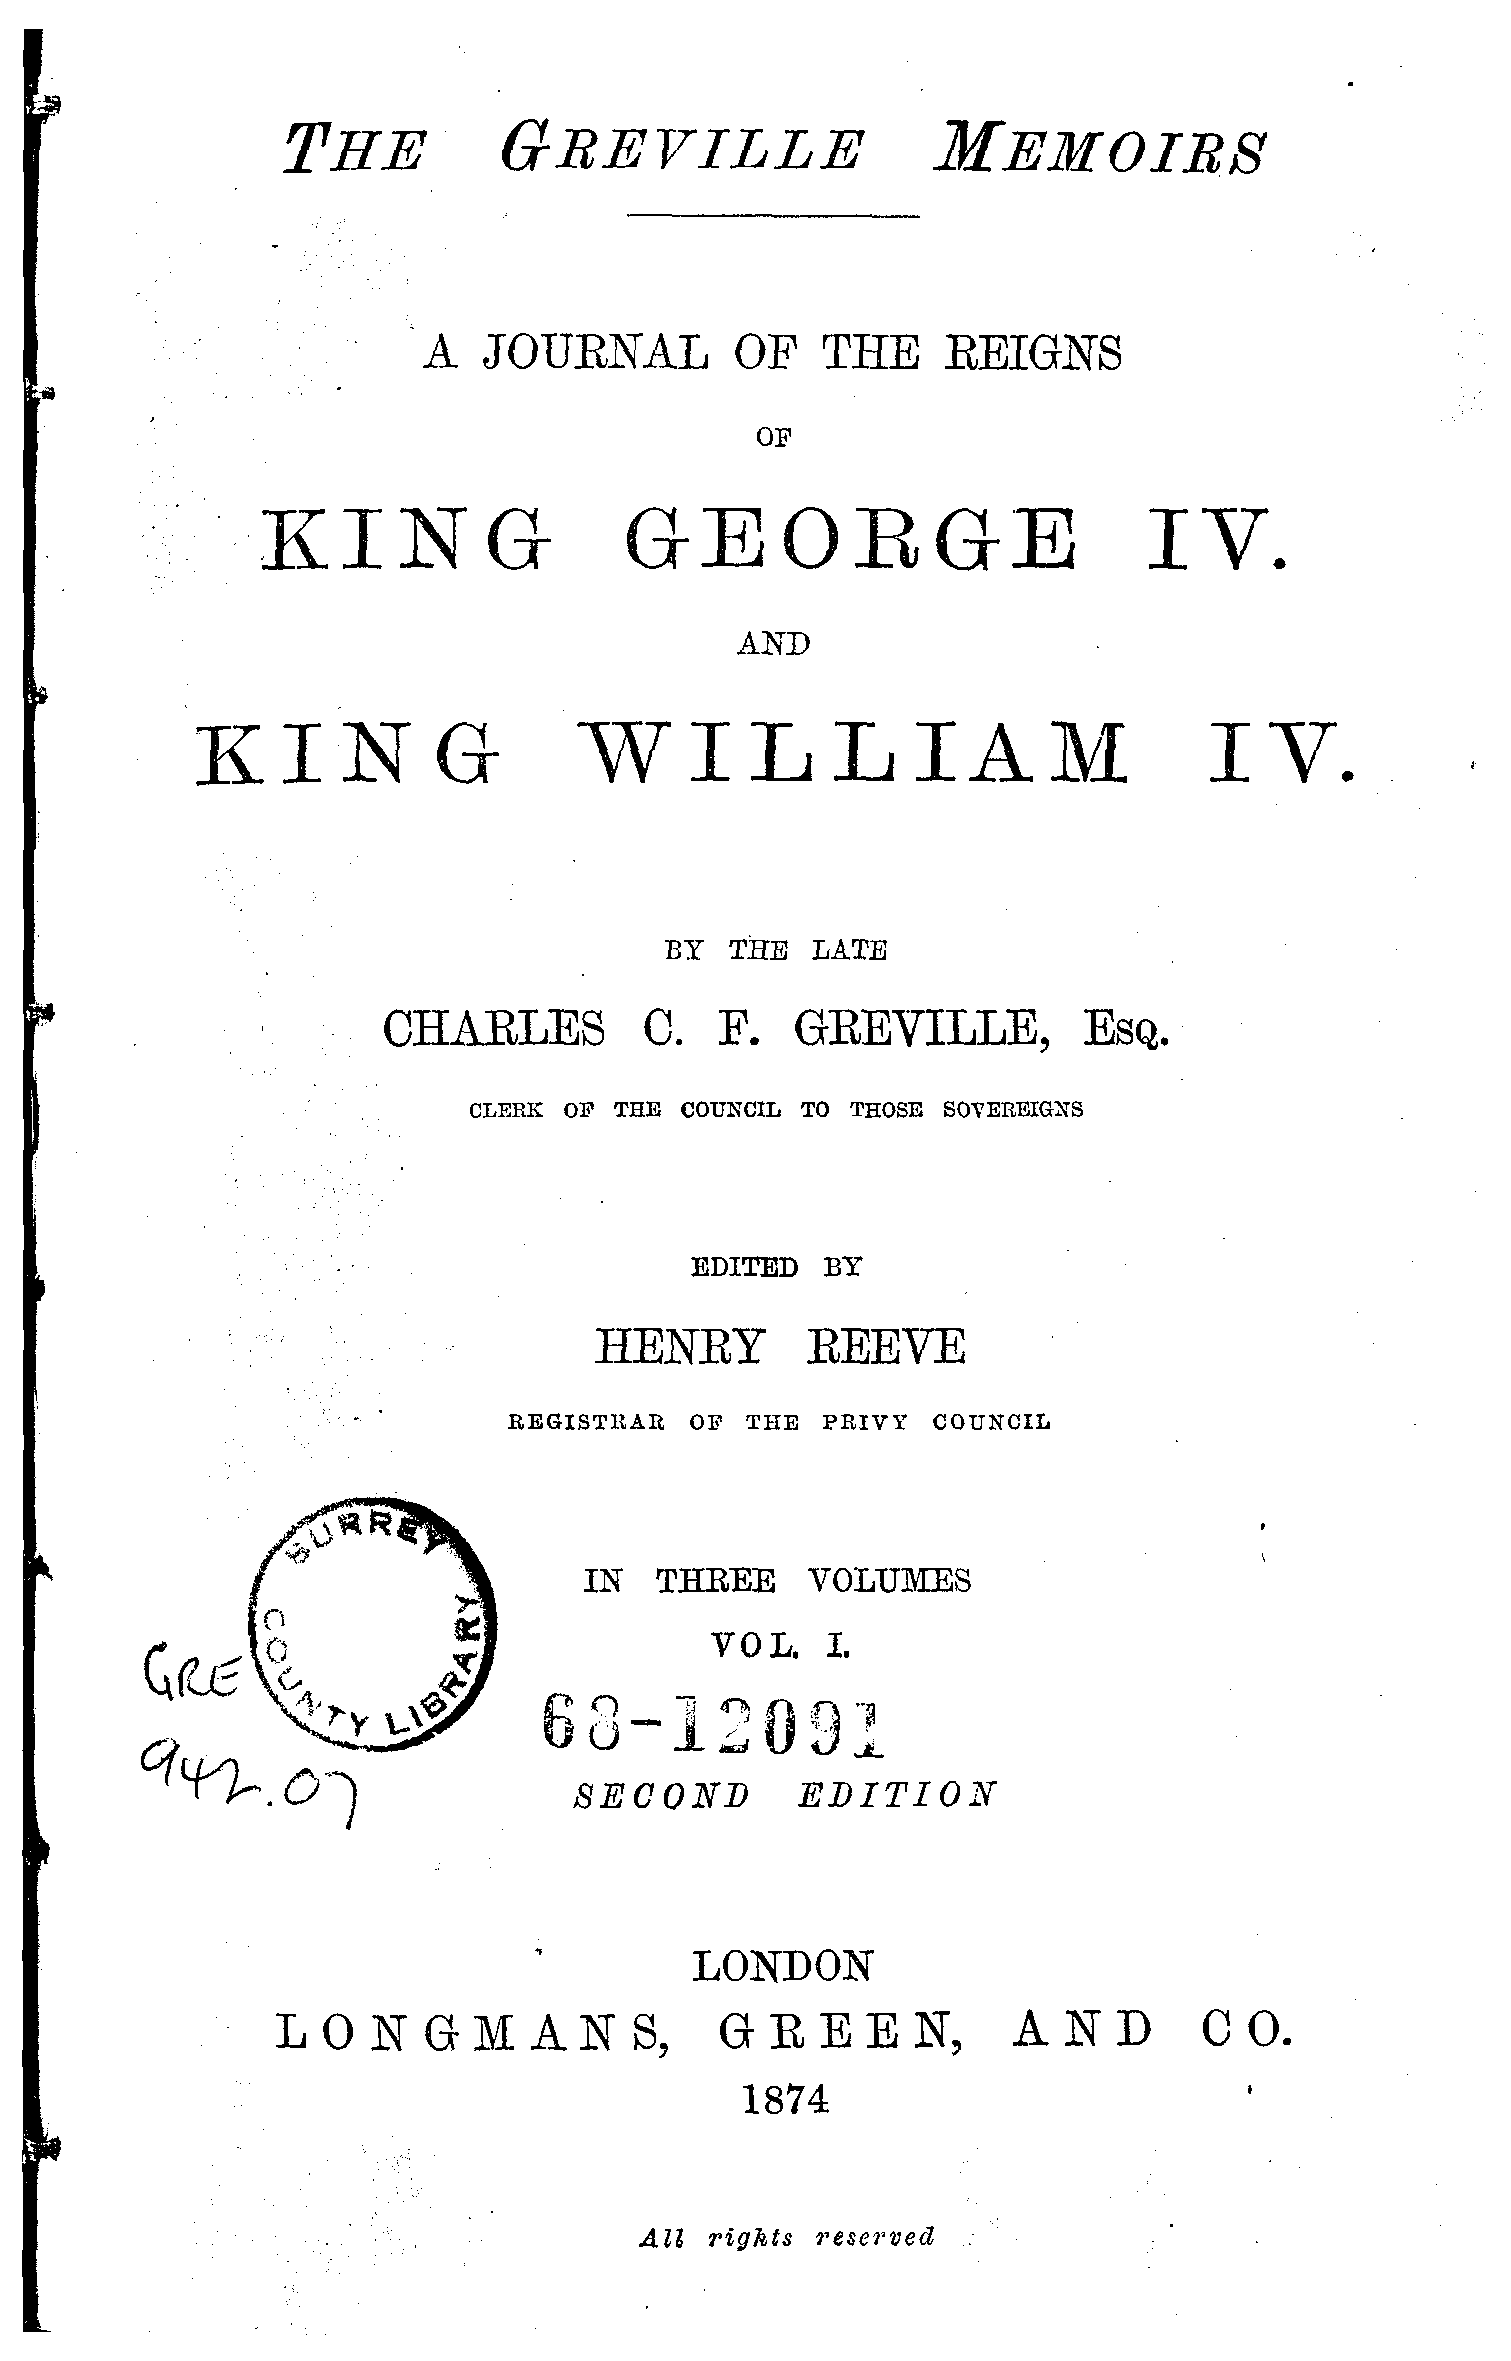 THE GREVILLE MEMOIRS
A JOURNAL OF THE REIGNS
OF
KING GEORGE IV.
AND
KING WILLIAM IV.
BY THE LATE
CHARLES C. F. GREVILLE, ESQ.
CLERK OF THE COUNCIL TO THOSE SOVEREIGNS
EDITED BY
HENRY REEVE
REGISTRAR OF THE PRIVY COUNCIL
SURREY COUNTY LIBRARY
IN THREE VOLUMES
VOL. I.
GRE
942.07
68-12091
SECOND EDITION
LONDON
LONGMANS, GREEN, AND CO.
1874
All rights reserved